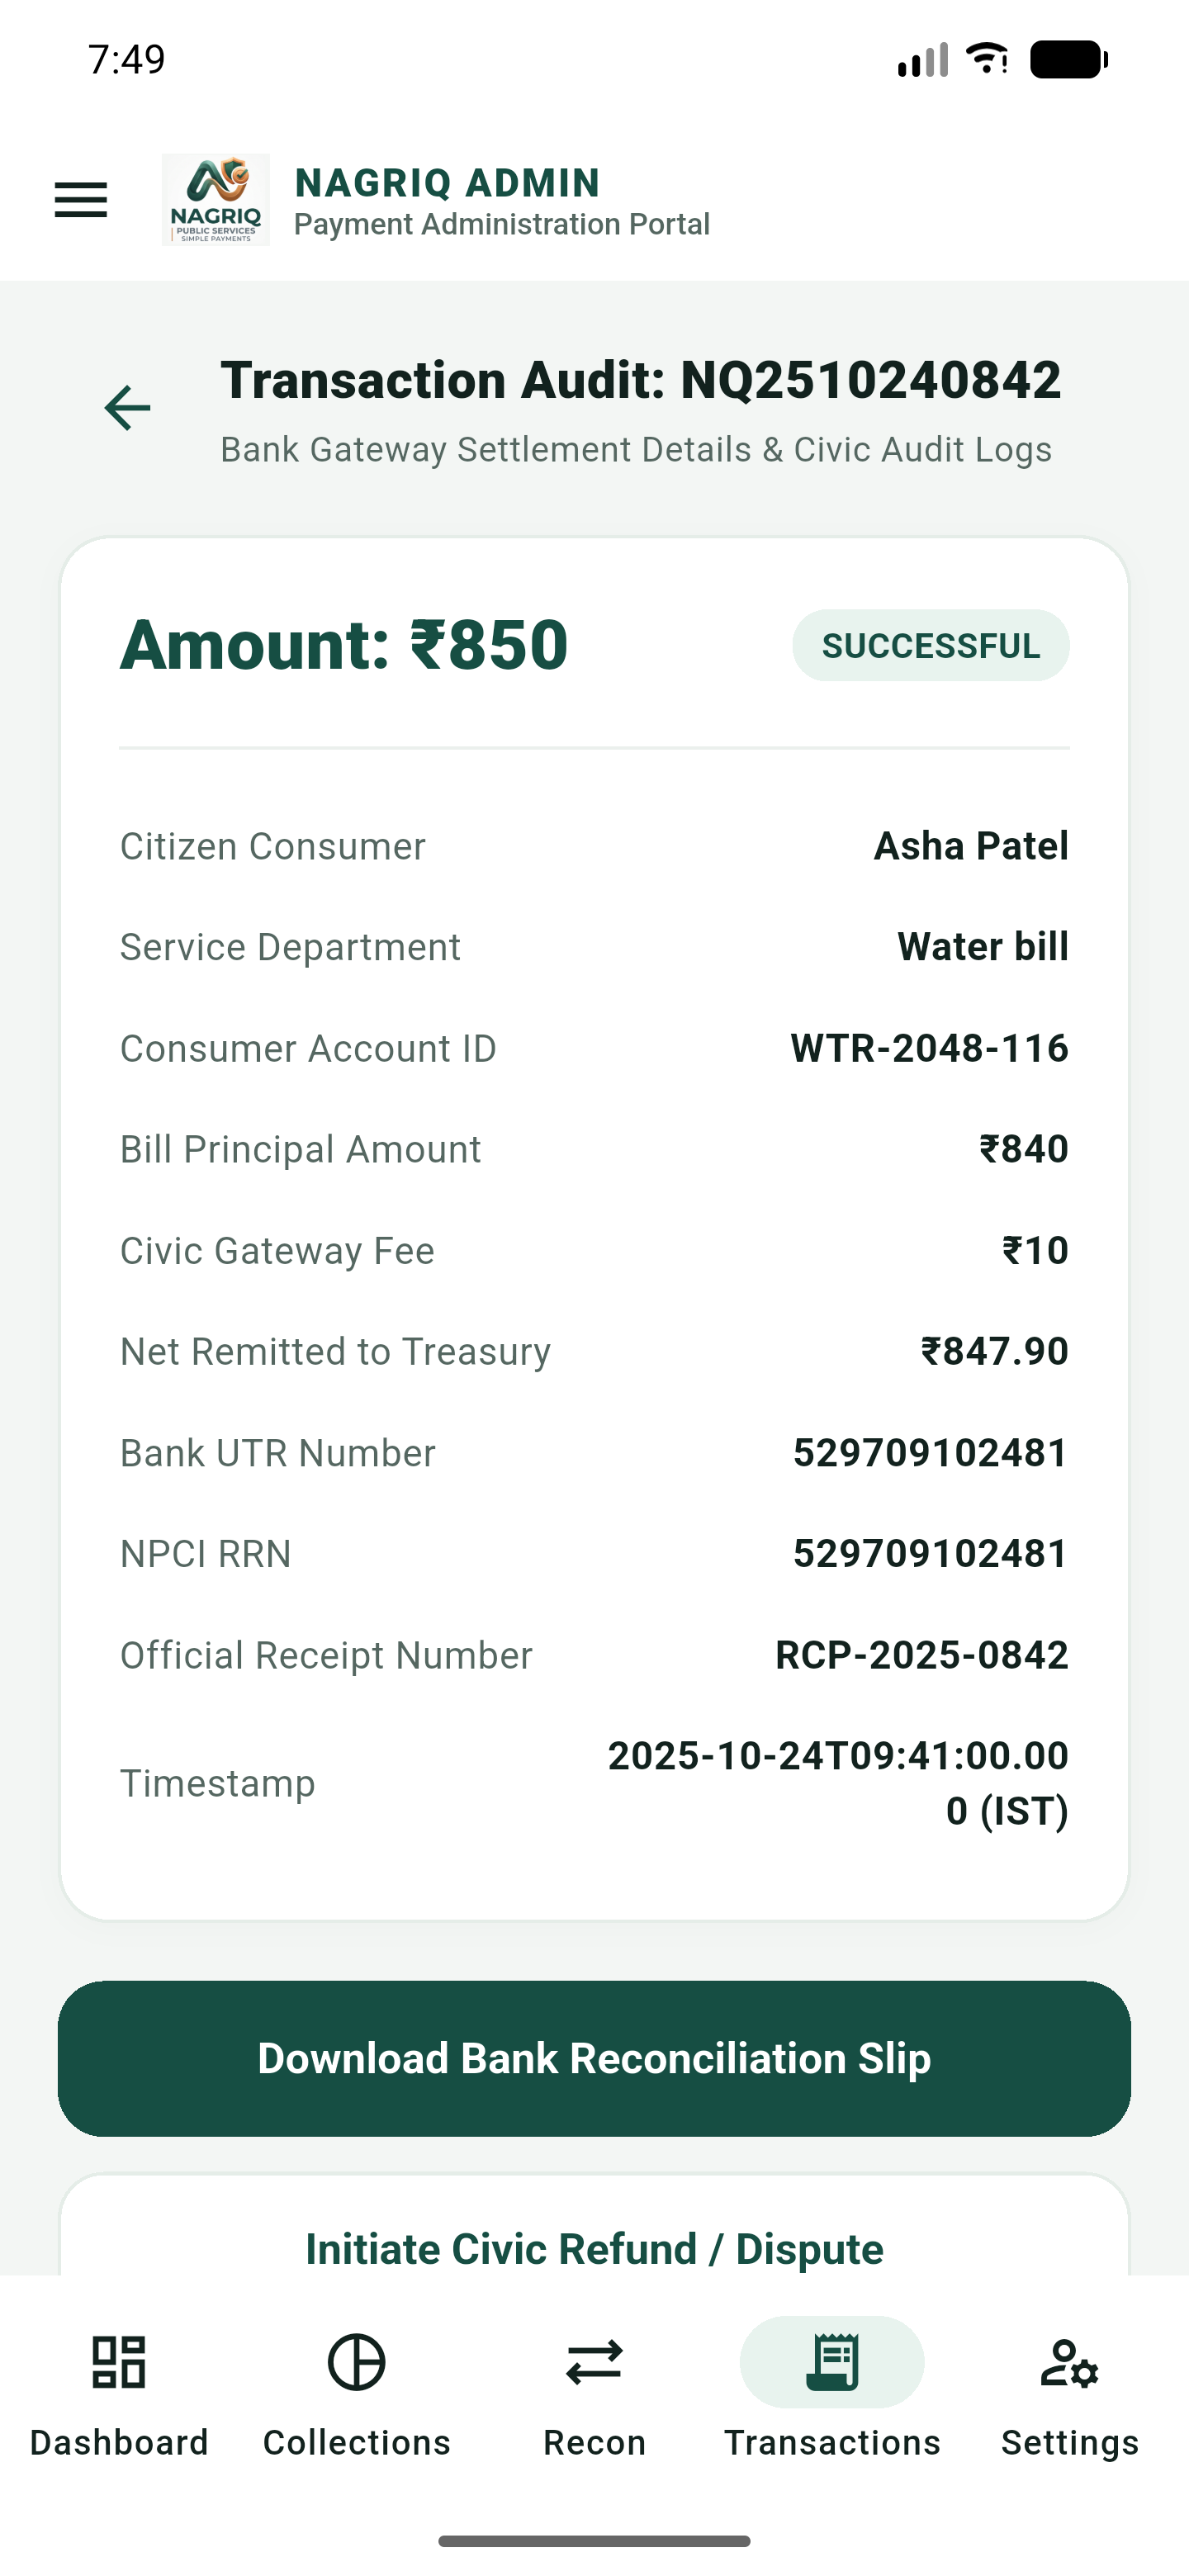 7:49
NAGRIQ
PUBLIC SERVICES
SIMPLE PAYMENTS
NAGRIQ ADMIN
Payment Administration Portal
Transaction Audit: NQ2510240842
Bank Gateway Settlement Details & Civic Audit Logs
Amount: ₹850
SUCCESSFUL
Citizen Consumer Asha Patel
Service Department Water bill
Consumer Account ID WTR-2048-116
Bill Principal Amount ₹840
Civic Gateway Fee ₹10
Net Remitted to Treasury ₹847.90
Bank UTR Number 529709102481
NPCI RRN 529709102481
Official Receipt Number RCP-2025-0842
Timestamp 2025-10-24T09:41:00.00
0 (IST)
Download Bank Reconciliation Slip
Initiate Civic Refund / Dispute
Dashboard Collections Recon Transactions Settings